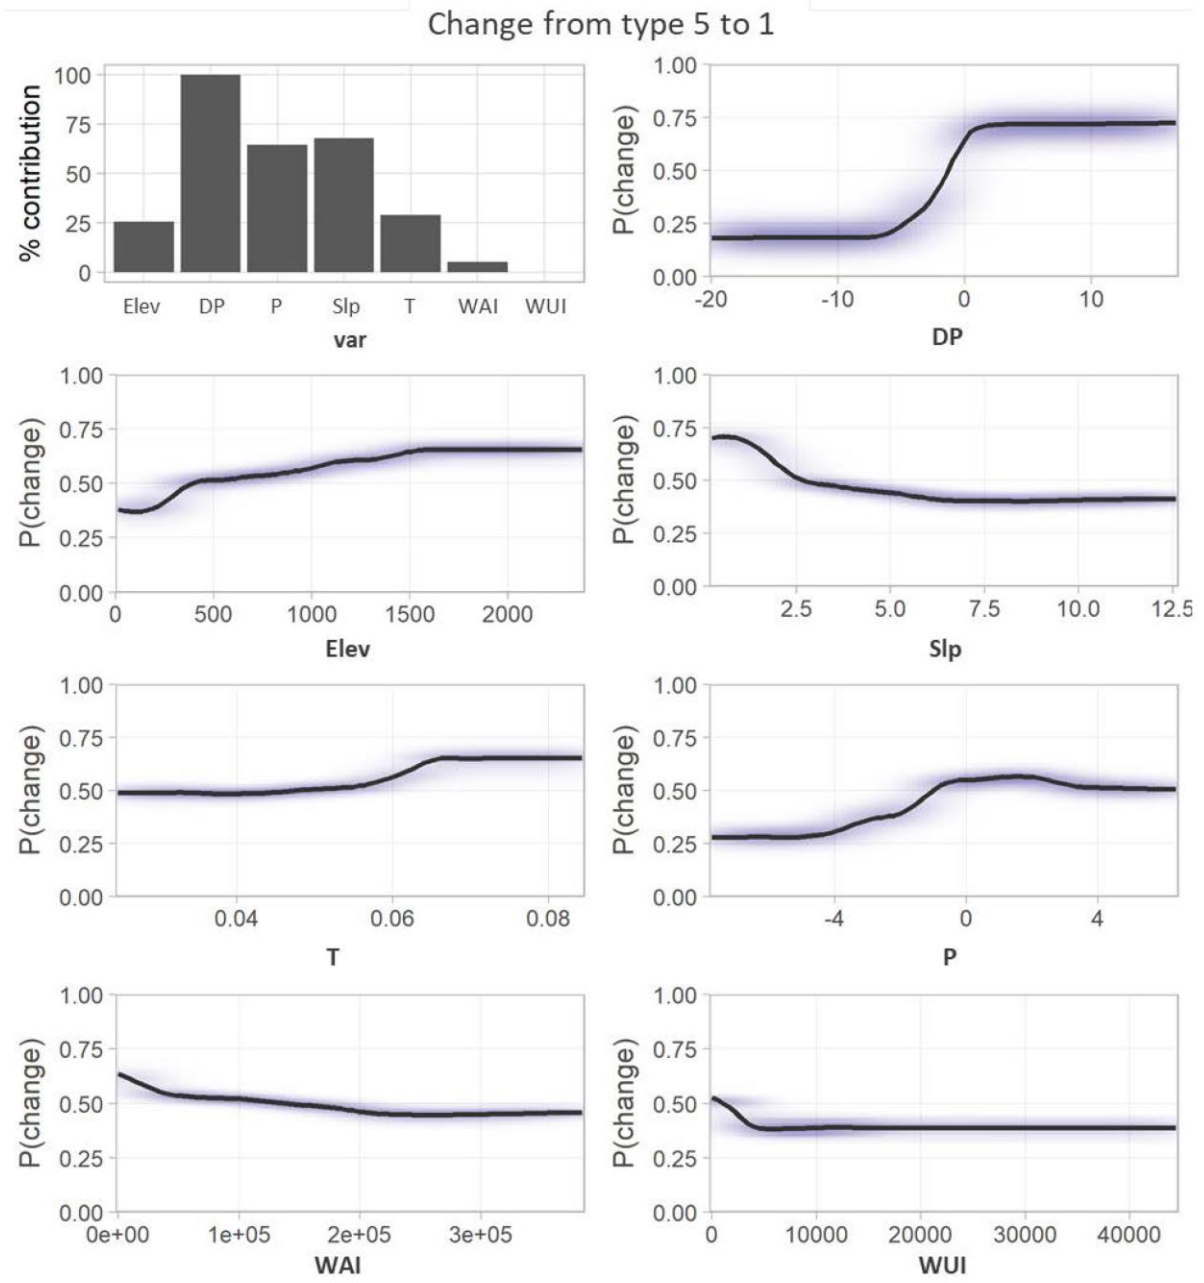 Change from type 5 to 1
% contribution
100
75
50
25
0
Elev DP P Slp T WAI WUI
var
P(change)
1.00
0.75
0.50
0.25
0.00
-20 -10 0 10
DP
P(change)
1.00
0.75
0.50
0.25
0.00
0 500 1000 1500 2000
Elev
P(change)
1.00
0.75
0.50
0.25
0.00
2.5 5.0 7.5 10.0 12.5
Slp
P(change)
1.00
0.75
0.50
0.25
0.00
0.04 0.06 0.08
T
P(change)
1.00
0.75
0.50
0.25
0.00
-4 0 4
P
P(change)
1.00
0.75
0.50
0.25
0.00
0e+00 1e+05 2e+05 3e+05
WAI
P(change)
1.00
0.75
0.50
0.25
0.00
0 10000 20000 30000 40000
WUI